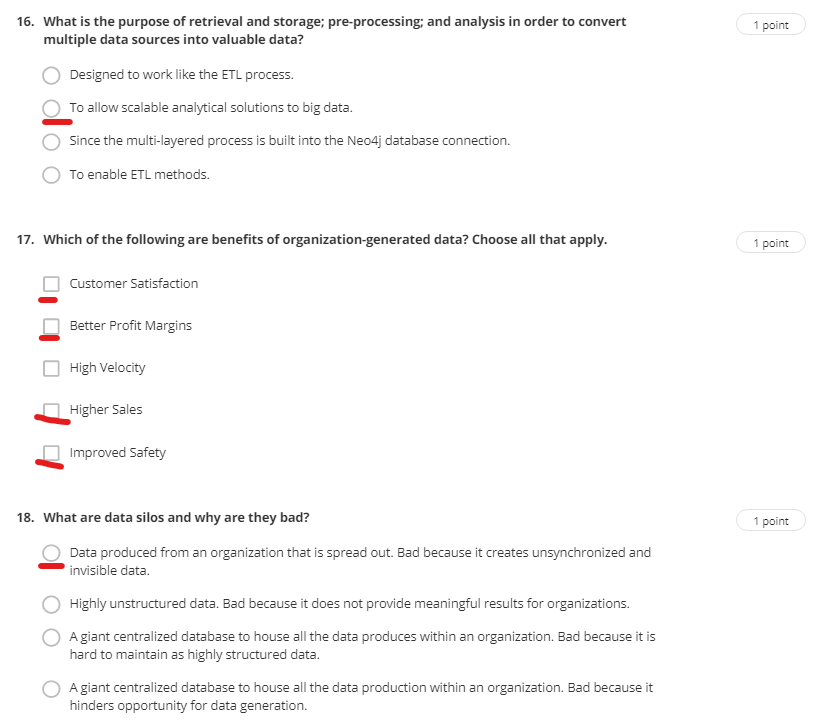 16. What is the purpose of retrieval and storage; pre-processing; and analysis in order to convert
multiple data sources into valuable data?
1 point
Designed to work like the ETL process.
To allow scalable analytical solutions to big data.
Since the multi-layered process is built into the Neo4j database connection.
To enable ETL methods.
17. Which of the following are benefits of organization-generated data? Choose all that apply.
1 point
Customer Satisfaction
Better Profit Margins
High Velocity
Higher Sales
Improved Safety
18. What are data silos and why are they bad?
1 point
Data produced from an organization that is spread out. Bad because it creates unsynchronized and
invisible data.
Highly unstructured data. Bad because it does not provide meaningful results for organizations.
A giant centralized database to house all the data produces within an organization. Bad because it is
hard to maintain as highly structured data.
A giant centralized database to house all the data production within an organization. Bad because it
hinders opportunity for data generation.